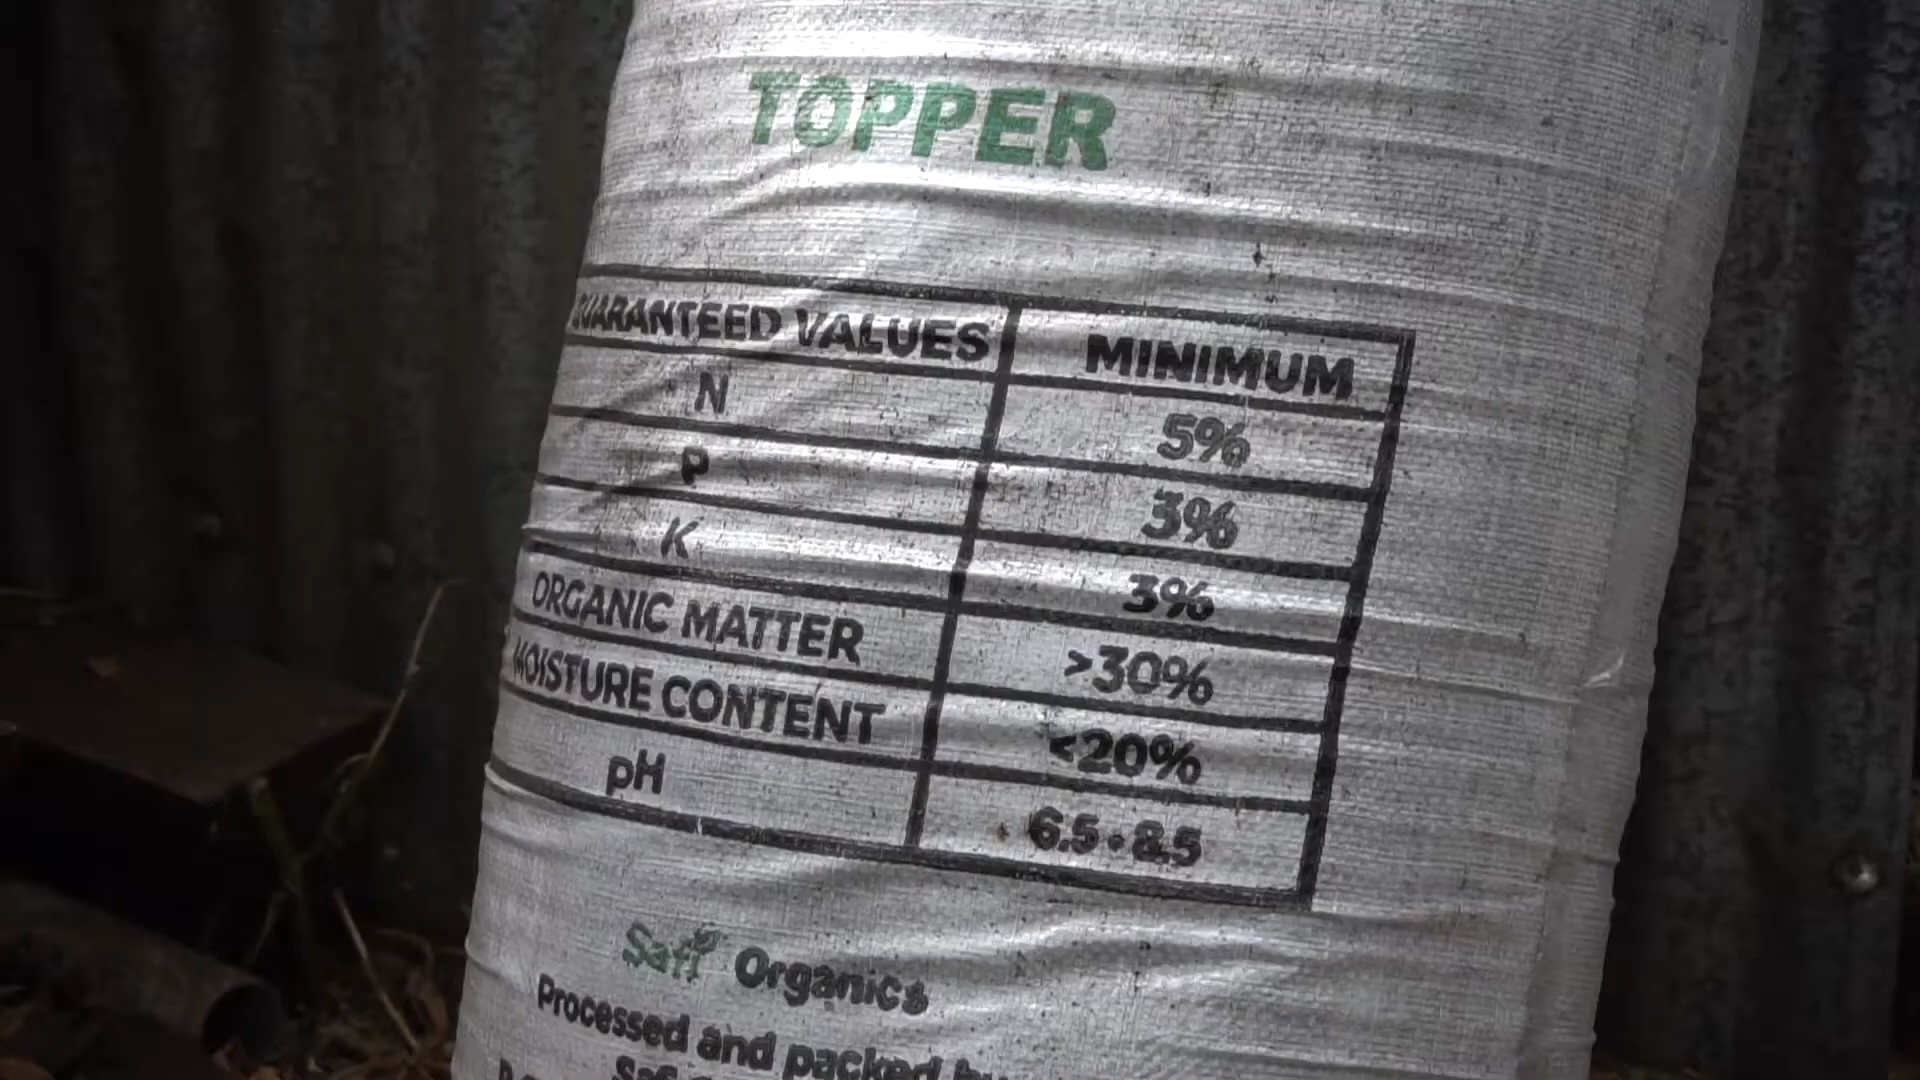 TOPPER
GUARANTEED VALUES MINIMUM
N 5%
P 3%
K 3%
ORGANIC MATTER >30%
MOISTURE CONTENT <20%
pH 6.5-8.5
Safi Organics
Processed and packed by